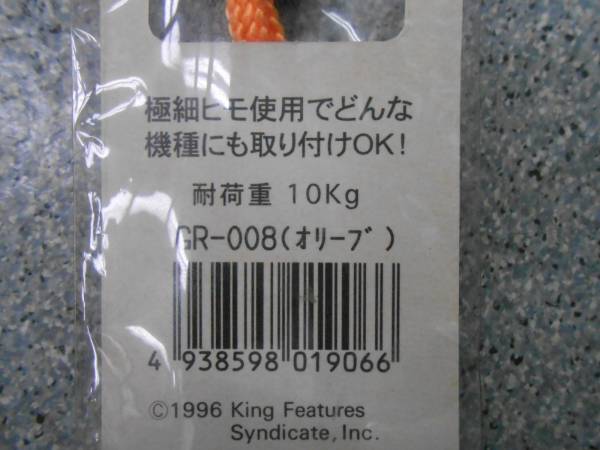 極細ヒモ使用でどんな
機種にも取り付けOK!
耐荷重 10Kg
GR-008(ｵﾘｰﾌﾞ)
4 938598 019066
©1996 King Features
Syndicate, Inc.